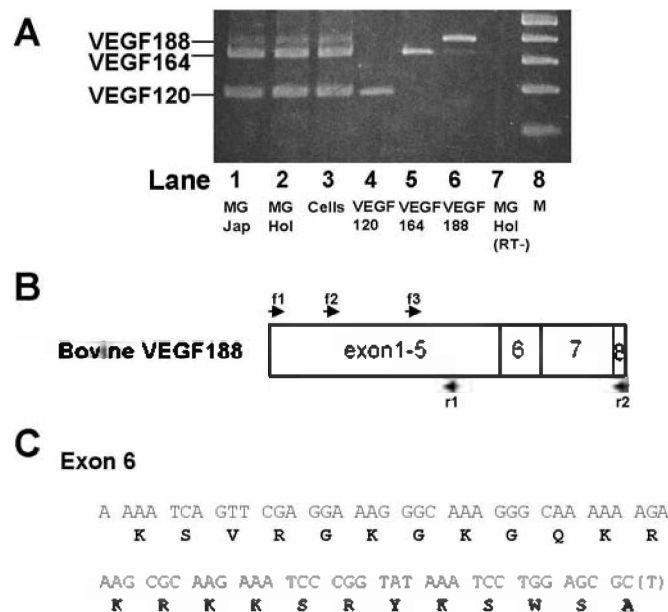 A
VEGF188
VEGF164
VEGF120
Lane 1 2 3 4 5 6 7 8
MG Jap MG Hol Cells VEGF 120 VEGF 164 VEGF 188 MG Hol (RT-) M
B
f1 f2 f3
Bovine VEGF188 exon1-5 6 7 8
r1 r2
C
Exon 6
A AAA TCA GTT CGA GGA AAG GGC AAA GGG CAA AAA AGA
K S V R G K G K G Q K R
AAG CGC AAG AAA TCC CGG TAT AAA TCC TGG AGC GC(T)
K R K K S R Y K S W S A